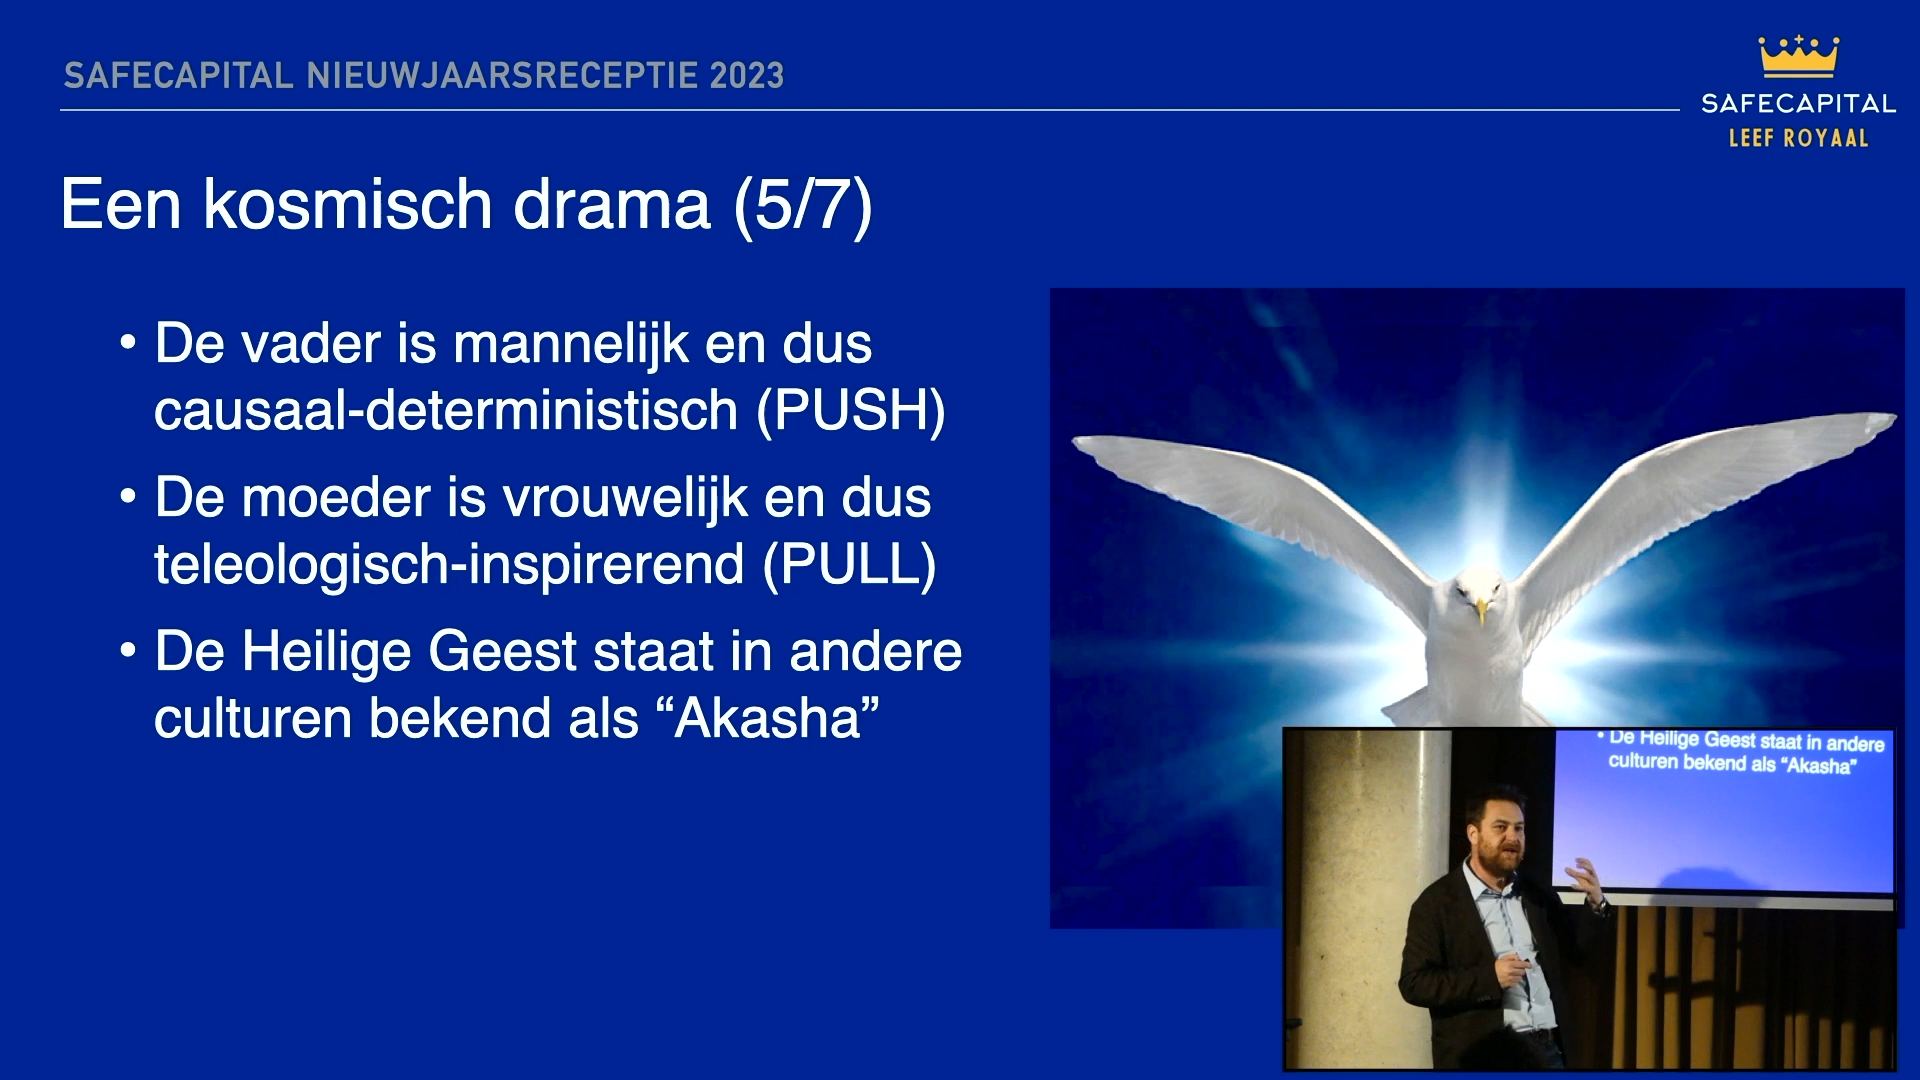 SAFECAPITAL NIEUWJAARSRECEPTIE 2023
SAFECAPITAL
LEEF ROYAAL
Een kosmisch drama (5/7)
• De vader is mannelijk en dus
causaal-deterministisch (PUSH)
• De moeder is vrouwelijk en dus
teleologisch-inspirerend (PULL)
• De Heilige Geest staat in andere
culturen bekend als “Akasha”
• De Heilige Geest staat in andere
culturen bekend als “Akasha”